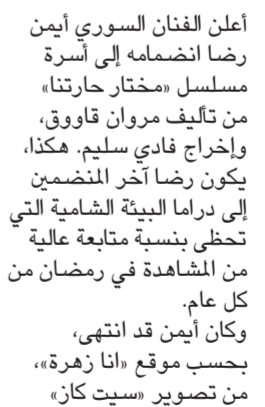 أعلن الفنان السوري أيمن
رضا انضمامه إلى أسرة
مسلسل «مختار حارتنا»
من تأليف مروان قاووق،
وإخراج فادي سليم. هكذا،
يكون رضا آخر المنضمين
إلى دراما البيئة الشامية التي
تحظى بنسبة متابعة عالية
من المشاهدة في رمضان من
كل عام.
وكان أيمن قد انتهى،
بحسب موقع «انا زهرة»،
من تصوير «سيت كاز»